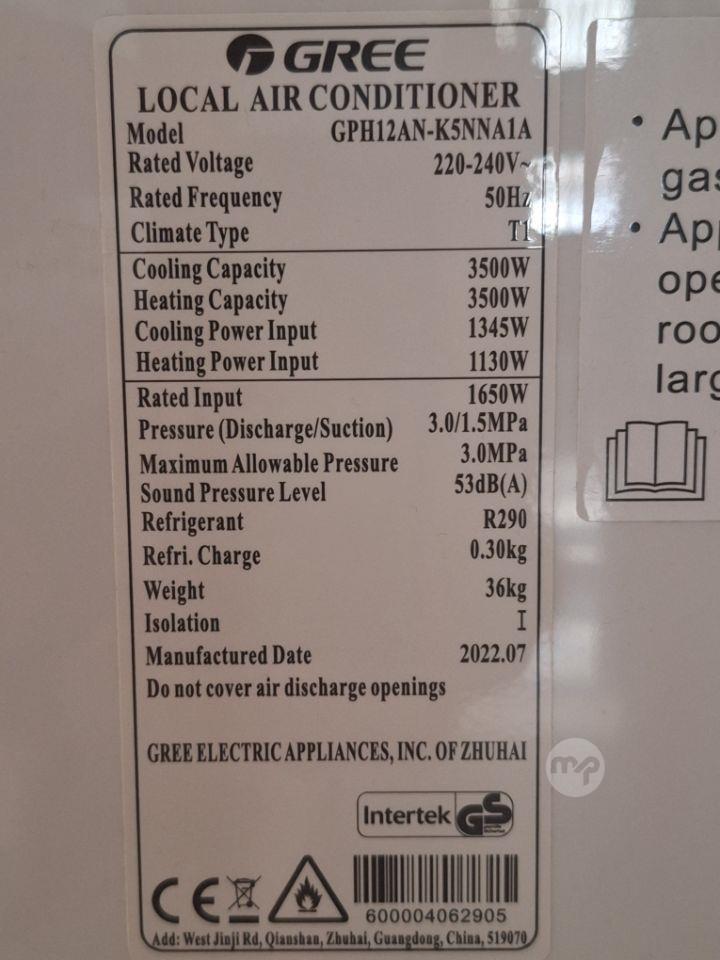 GREE
LOCAL AIR CONDITIONER
Model GPH12AN-K5NNA1A
Rated Voltage 220-240V~
Rated Frequency 50Hz
Climate Type T1
Cooling Capacity 3500W
Heating Capacity 3500W
Cooling Power Input 1345W
Heating Power Input 1130W
Rated Input 1650W
Pressure (Discharge/Suction) 3.0/1.5MPa
Maximum Allowable Pressure 3.0MPa
Sound Pressure Level 53dB(A)
Refrigerant R290
Refri. Charge 0.30kg
Weight 36kg
Isolation I
Manufactured Date 2022.07
Do not cover air discharge openings
GREE ELECTRIC APPLIANCES, INC. OF ZHUHAI
Intertek GS
CE
600004062905
Add: West Jinji Rd, Qianshan, Zhuhai, Guangdong, China, 519070
• Ap
gas
• App
ope
roo
larg
mp